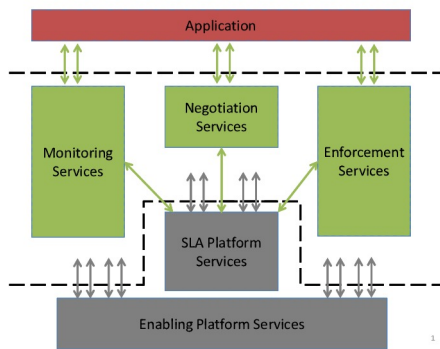 Application
Negotiation
Services
Monitoring
Services
Enforcement
Services
SLA Platform
Services
Enabling Platform Services
1